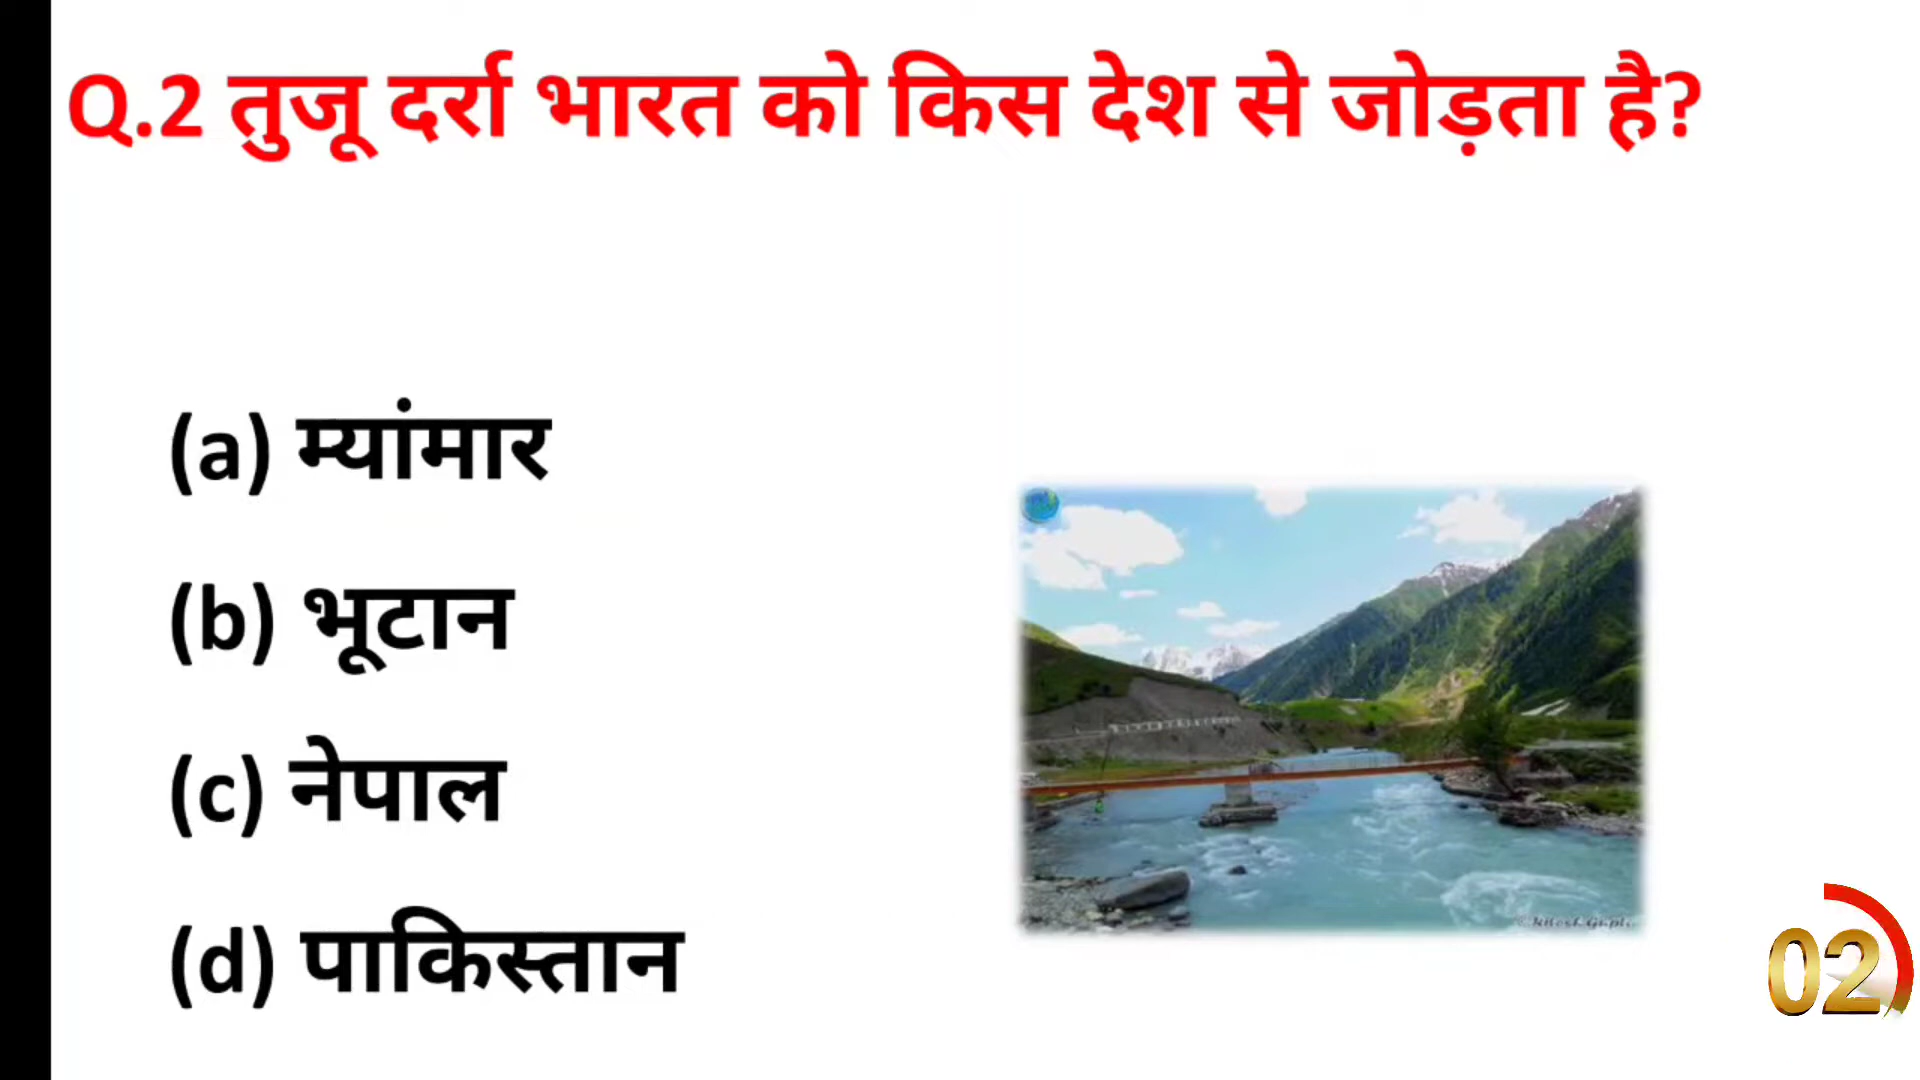 Q.2 तुजू दर्रा भारत को किस देश से जोड़ता है?
(a) म्यांमार
(b) भूटान
(c) नेपाल
(d) पाकिस्तान
02